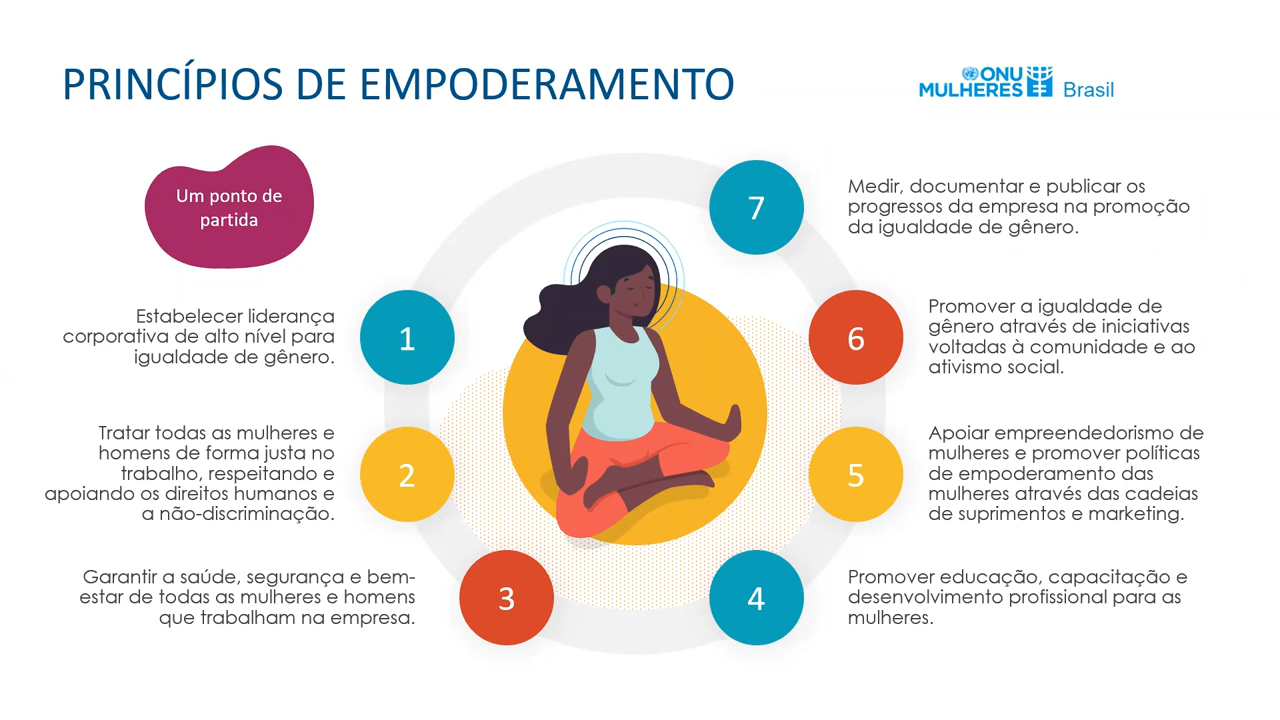 PRINCÍPIOS DE EMPODERAMENTO
ONU
MULHERES
Brasil
Um ponto de
partida
1
Estabelecer liderança
corporativa de alto nível para
igualdade de gênero.
2
Tratar todas as mulheres e
homens de forma justa no
trabalho, respeitando e
apoiando os direitos humanos e
a não-discriminação.
3
Garantir a saúde, segurança e bem-
estar de todas as mulheres e homens
que trabalham na empresa.
4
Promover educação, capacitação e
desenvolvimento profissional para as
mulheres.
5
Apoiar empreendedorismo de
mulheres e promover políticas
de empoderamento das
mulheres através das cadeias
de suprimentos e marketing.
6
Promover a igualdade de
gênero através de iniciativas
voltadas à comunidade e ao
ativismo social.
7
Medir, documentar e publicar os
progressos da empresa na promoção
da igualdade de gênero.